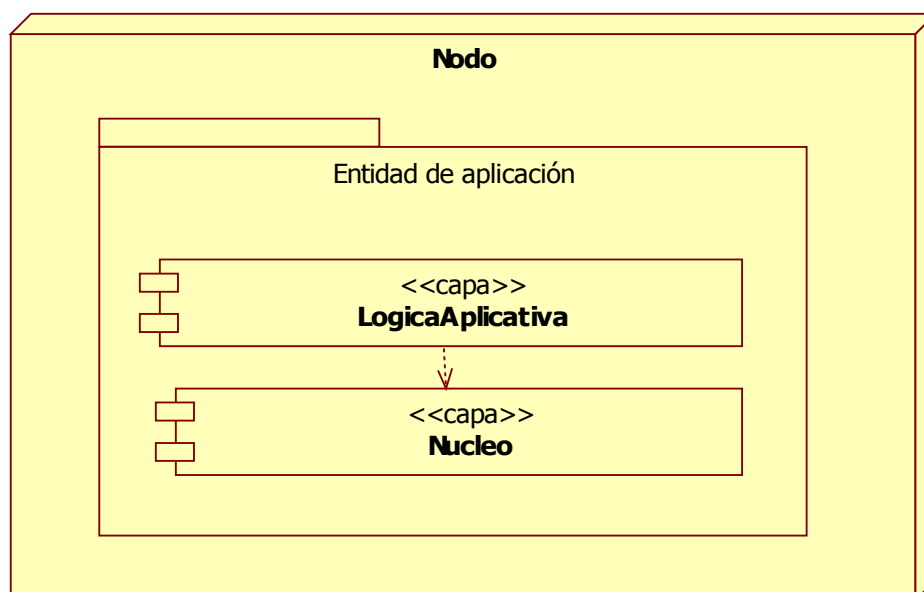 Nodo
Entidad de aplicación
<<capa>>
LogicaAplicativa
<<capa>>
Nucleo